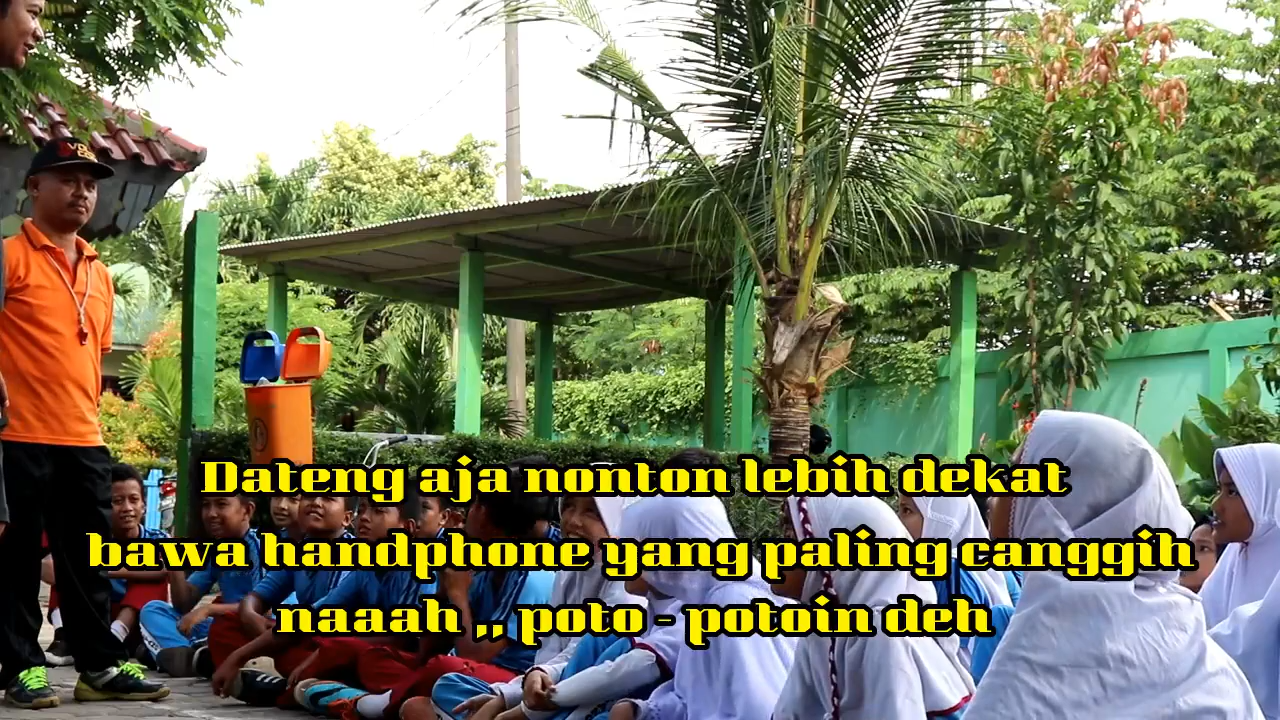 Dateng aja nonton lebih dekat
bawa handphone yang paling canggih
naaah ,, poto - potoin deh